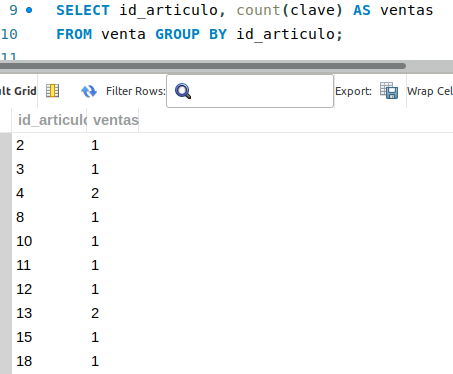 9 SELECT id_articulo, count(clave) AS ventas
10 FROM venta GROUP BY id_articulo;
11
ult Grid Filter Rows: Export: Wrap Cel
id_articulo ventas
2 1
3 1
4 2
8 1
10 1
11 1
12 1
13 2
15 1
18 1